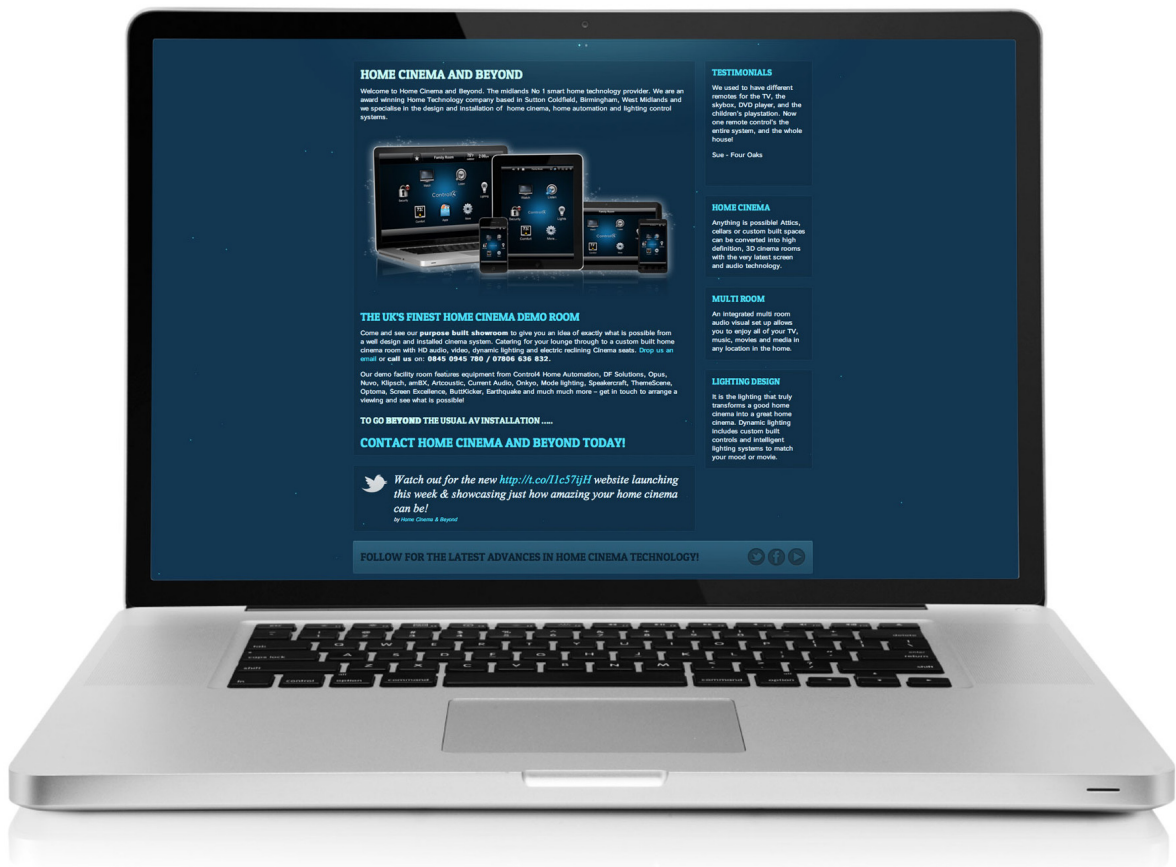 HOME CINEMA AND BEYOND
Welcome to Home Cinema and Beyond. The midlands No 1 smart home technology provider. We are an
award winning Home Technology company based in Sutton Coldfield, Birmingham, West Midlands and
we specialise in the design and installation of home cinema, home automation and lighting control
systems.
Family Room
Control4
THE UK'S FINEST HOME CINEMA DEMO ROOM
Come and see our purpose built showroom to give you an idea of exactly what is possible from
a well design and installed cinema system. Catering for your lounge through to a custom built home
cinema room with HD audio, video, dynamic lighting and electric reclining Cinema seats. Drop us an
email or call us on: 0845 0945 780 / 07806 636 832.
Our demo facility room features equipment from Control4 Home Automation, DF Solutions, Opus,
Nuvo, Klipsch, amBX, Artcoustic, Current Audio, Onkyo, Mode lighting, Speakercraft, ThemeScene,
Optoma, Screen Excellence, ButtKicker, Earthquake and much much more – get in touch to arrange a
viewing and see what is possible!
TO GO BEYOND THE USUAL AV INSTALLATION .....
CONTACT HOME CINEMA AND BEYOND TODAY!
Watch out for the new http://t.co/I1c57ijH website launching
this week & showcasing just how amazing your home cinema
can be!
by Home Cinema & Beyond
TESTIMONIALS
We used to have different
remotes for the TV, the
skybox, DVD player, and the
children's playstation. Now
one remote control's the
entire system, and the whole
house!
Sue - Four Oaks
HOME CINEMA
Anything is possible! Attics,
cellars or custom built spaces
can be converted into high
definition, 3D cinema rooms
with the very latest screen
and audio technology.
MULTI ROOM
An integrated multi room
audio visual set up allows
you to enjoy all of your TV,
music, movies and media in
any location in the home.
LIGHTING DESIGN
It is the lighting that truly
transforms a good home
cinema into a great home
cinema. Dynamic lighting
includes custom built
controls and intelligent
lighting systems to match
your mood or movie.
FOLLOW FOR THE LATEST ADVANCES IN HOME CINEMA TECHNOLOGY!
delete
return
caps lock
shift
shift
control
option
command
command
option